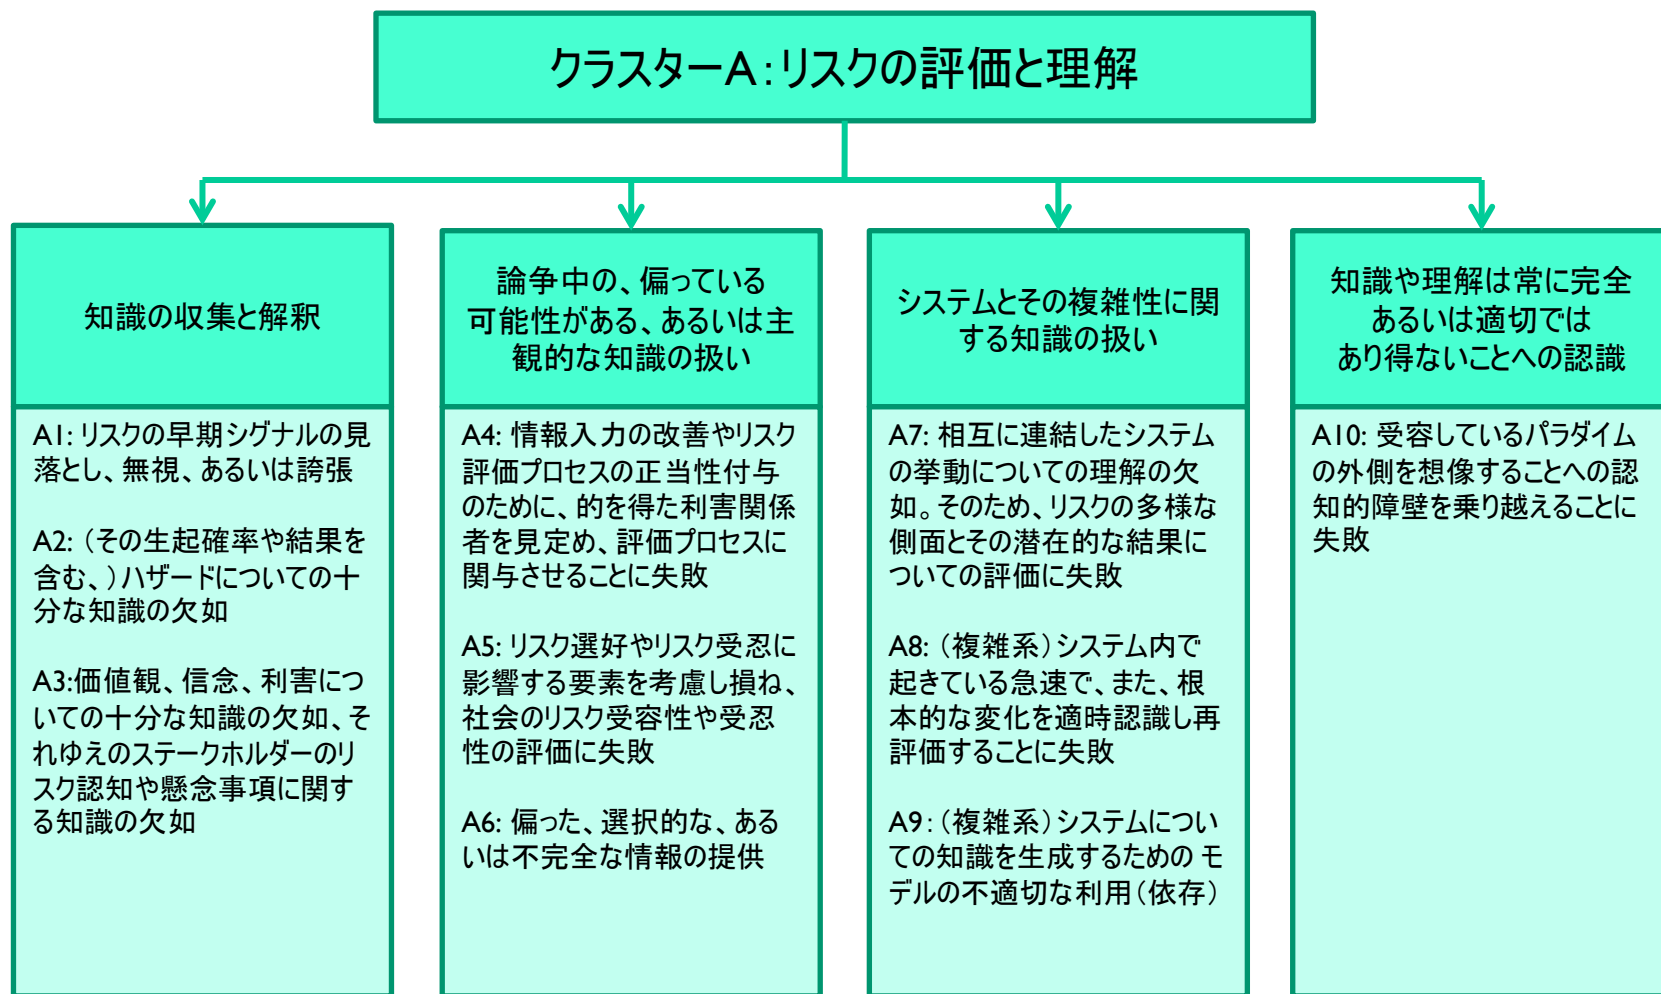 クラスターA:リスクの評価と理解
知識の収集と解釈
A1: リスクの早期シグナルの見
落とし、無視、あるいは誇張
A2: (その生起確率や結果を
含む、)ハザードについての十
分な知識の欠如
A3:価値観、信念、利害につ
いての十分な知識の欠如、そ
れゆえのステークホルダーのリ
スク認知や懸念事項に関す
る知識の欠如
論争中の、偏っている
可能性がある、あるいは主
観的な知識の扱い
A4: 情報入力の改善やリスク
評価プロセスの正当性付与
のために、的を得た利害関係
者を見定め、評価プロセスに
関与させることに失敗
A5: リスク選好やリスク受忍に
影響する要素を考慮し損ね、
社会のリスク受容性や受忍
性の評価に失敗
A6: 偏った、選択的な、ある
いは不完全な情報の提供
システムとその複雑性に関
する知識の扱い
A7: 相互に連結したシステム
の挙動についての理解の欠
如。そのため、リスクの多様な
側面とその潜在的な結果に
ついての評価に失敗
A8: (複雑系)システム内で
起きている急速で、また、根
本的な変化を適時認識し再
評価することに失敗
A9:(複雑系)システムについ
ての知識を生成するための モ
デルの不適切な利用(依存)
知識や理解は常に完全
あるいは適切では
あり得ないことへの認識
A10: 受容しているパラダイム
の外側を想像することへの認
知的障壁を乗り越えることに
失敗